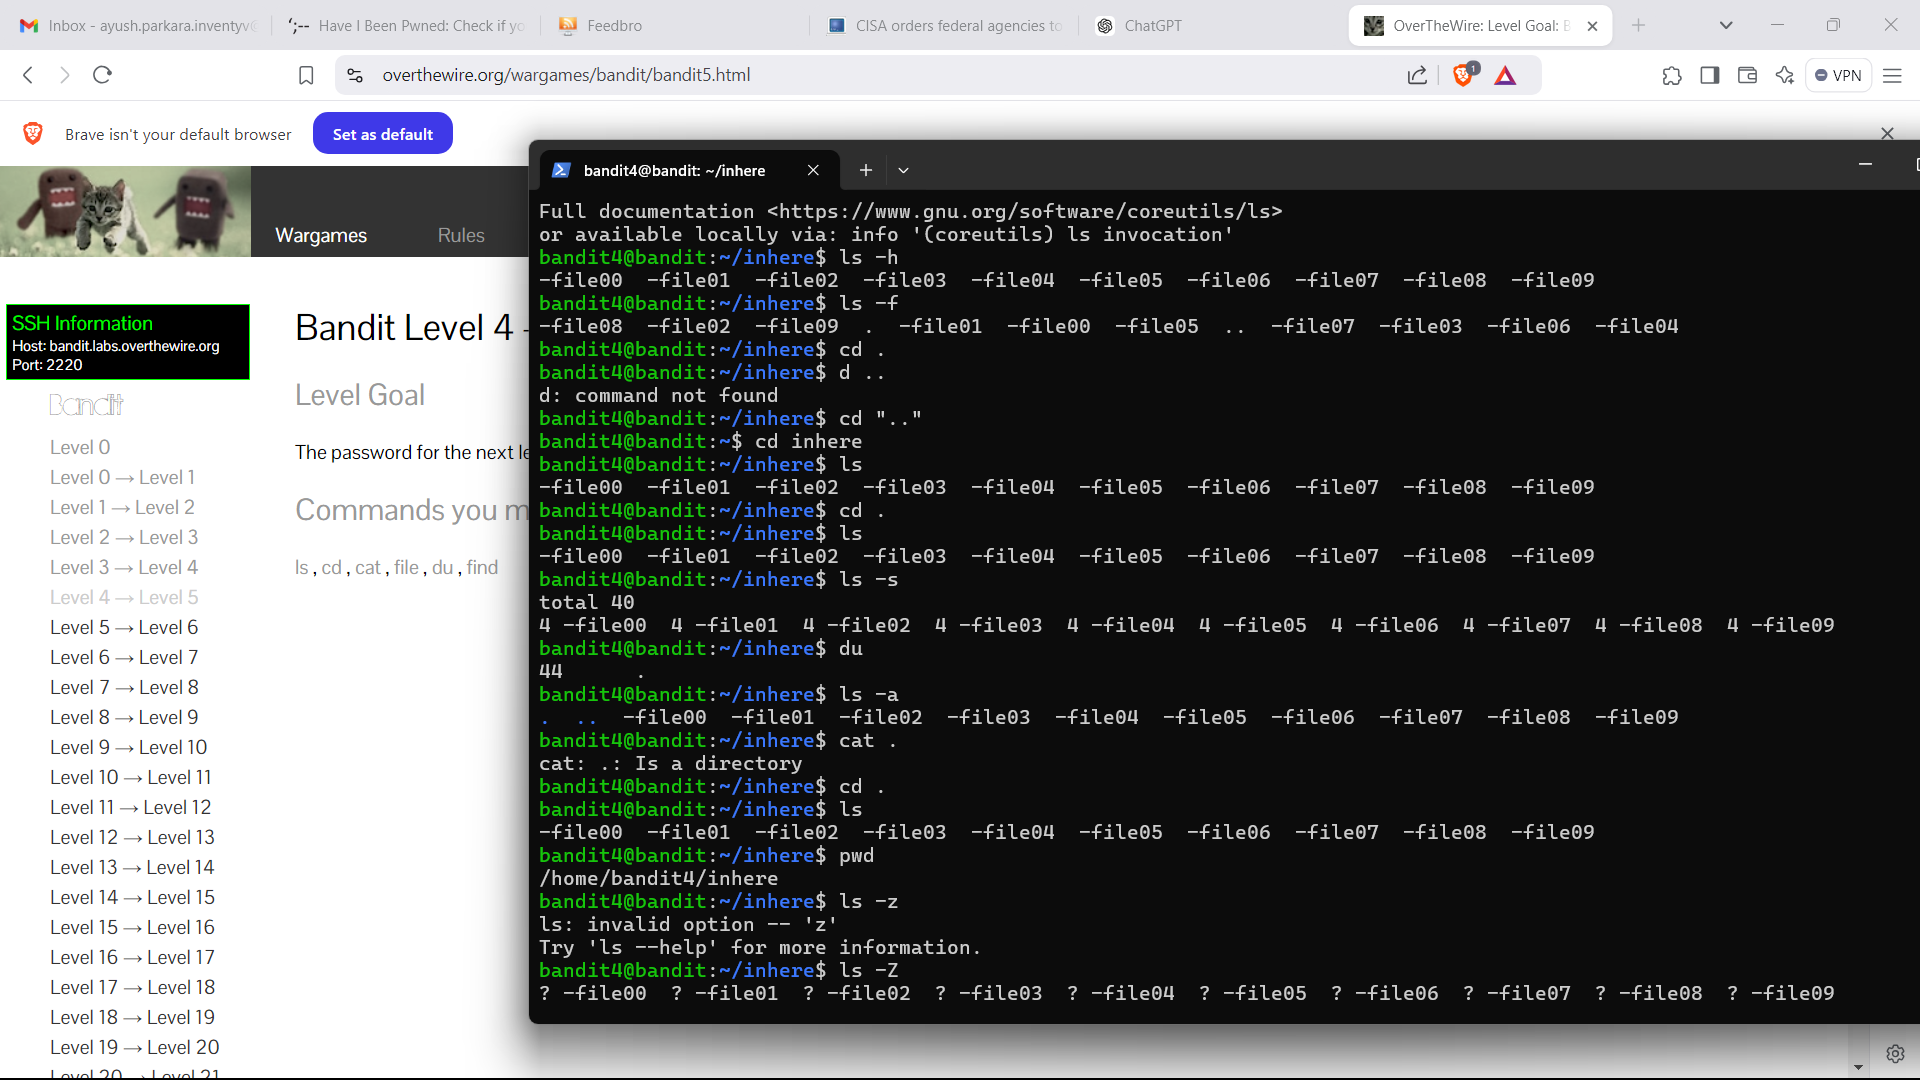 Inbox - ayush.parkara.inventyv@
Have I Been Pwned: Check if yo
Feedbro
CISA orders federal agencies to
ChatGPT
OverTheWire: Level Goal: B
overthewire.org/wargames/bandit/bandit5.html
1
VPN
Brave isn't your default browser
Set as default
Wargames
Rules
SSH Information
Host: bandit.labs.overthewire.org
Port: 2220
Bandit
Level 0
Level 0 → Level 1
Level 1 → Level 2
Level 2 → Level 3
Level 3 → Level 4
Level 4 → Level 5
Level 5 → Level 6
Level 6 → Level 7
Level 7 → Level 8
Level 8 → Level 9
Level 9 → Level 10
Level 10 → Level 11
Level 11 → Level 12
Level 12 → Level 13
Level 13 → Level 14
Level 14 → Level 15
Level 15 → Level 16
Level 16 → Level 17
Level 17 → Level 18
Level 18 → Level 19
Level 19 → Level 20
Level 20 → Level 21
Bandit Level 4 -
Level Goal
The password for the next le
Commands you m
ls , cd , cat , file , du , find
bandit4@bandit: ~/inhere
Full documentation <https://www.gnu.org/software/coreutils/ls>
or available locally via: info '(coreutils) ls invocation'
bandit4@bandit:~/inhere$ ls -h
-file00  -file01  -file02  -file03  -file04  -file05  -file06  -file07  -file08  -file09
bandit4@bandit:~/inhere$ ls -f
-file08  -file02  -file09  .  -file01  -file00  -file05  ..  -file07  -file03  -file06  -file04
bandit4@bandit:~/inhere$ cd .
bandit4@bandit:~/inhere$ d ..
d: command not found
bandit4@bandit:~/inhere$ cd ".."
bandit4@bandit:~$ cd inhere
bandit4@bandit:~/inhere$ ls
-file00  -file01  -file02  -file03  -file04  -file05  -file06  -file07  -file08  -file09
bandit4@bandit:~/inhere$ cd .
bandit4@bandit:~/inhere$ ls
-file00  -file01  -file02  -file03  -file04  -file05  -file06  -file07  -file08  -file09
bandit4@bandit:~/inhere$ ls -s
total 40
4 -file00  4 -file01  4 -file02  4 -file03  4 -file04  4 -file05  4 -file06  4 -file07  4 -file08  4 -file09
bandit4@bandit:~/inhere$ du
44      .
bandit4@bandit:~/inhere$ ls -a
.  ..  -file00  -file01  -file02  -file03  -file04  -file05  -file06  -file07  -file08  -file09
bandit4@bandit:~/inhere$ cat .
cat: .: Is a directory
bandit4@bandit:~/inhere$ cd .
bandit4@bandit:~/inhere$ ls
-file00  -file01  -file02  -file03  -file04  -file05  -file06  -file07  -file08  -file09
bandit4@bandit:~/inhere$ pwd
/home/bandit4/inhere
bandit4@bandit:~/inhere$ ls -z
ls: invalid option -- 'z'
Try 'ls --help' for more information.
bandit4@bandit:~/inhere$ ls -Z
? -file00  ? -file01  ? -file02  ? -file03  ? -file04  ? -file05  ? -file06  ? -file07  ? -file08  ? -file09